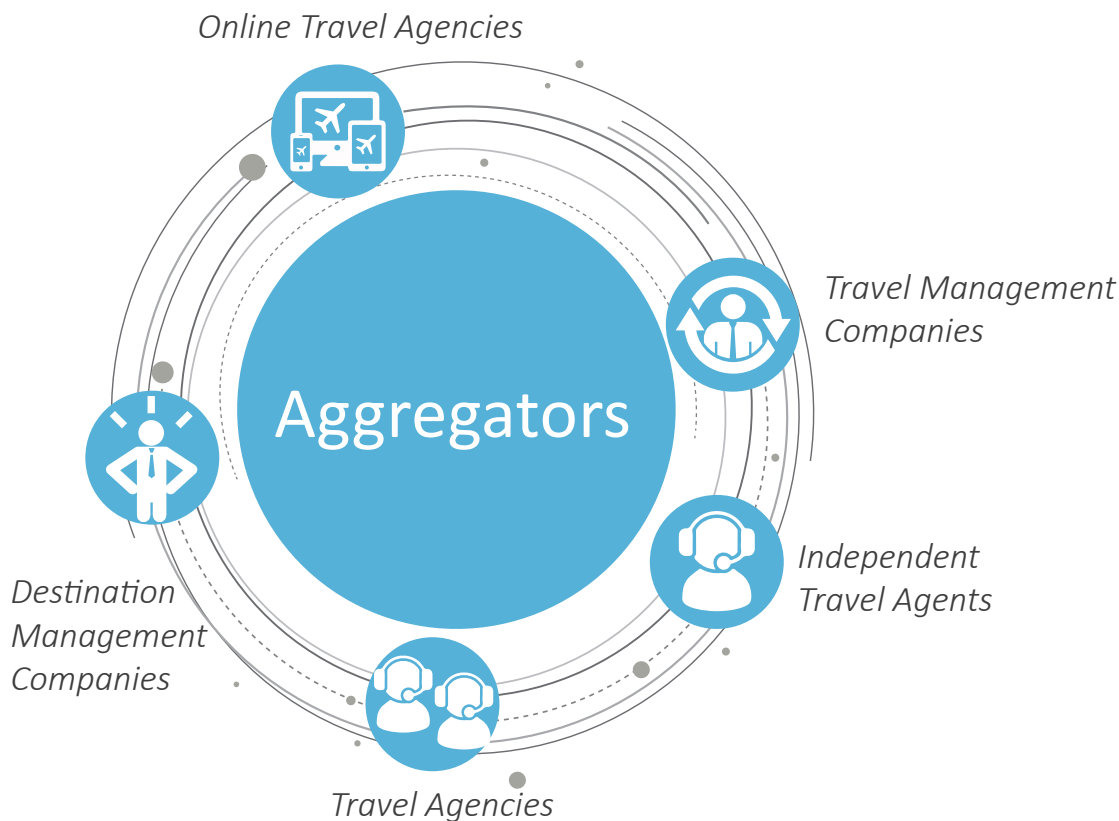 Online Travel Agencies
Travel Management
Companies
Aggregators
Independent
Travel Agents
Destination
Management
Companies
Travel Agencies